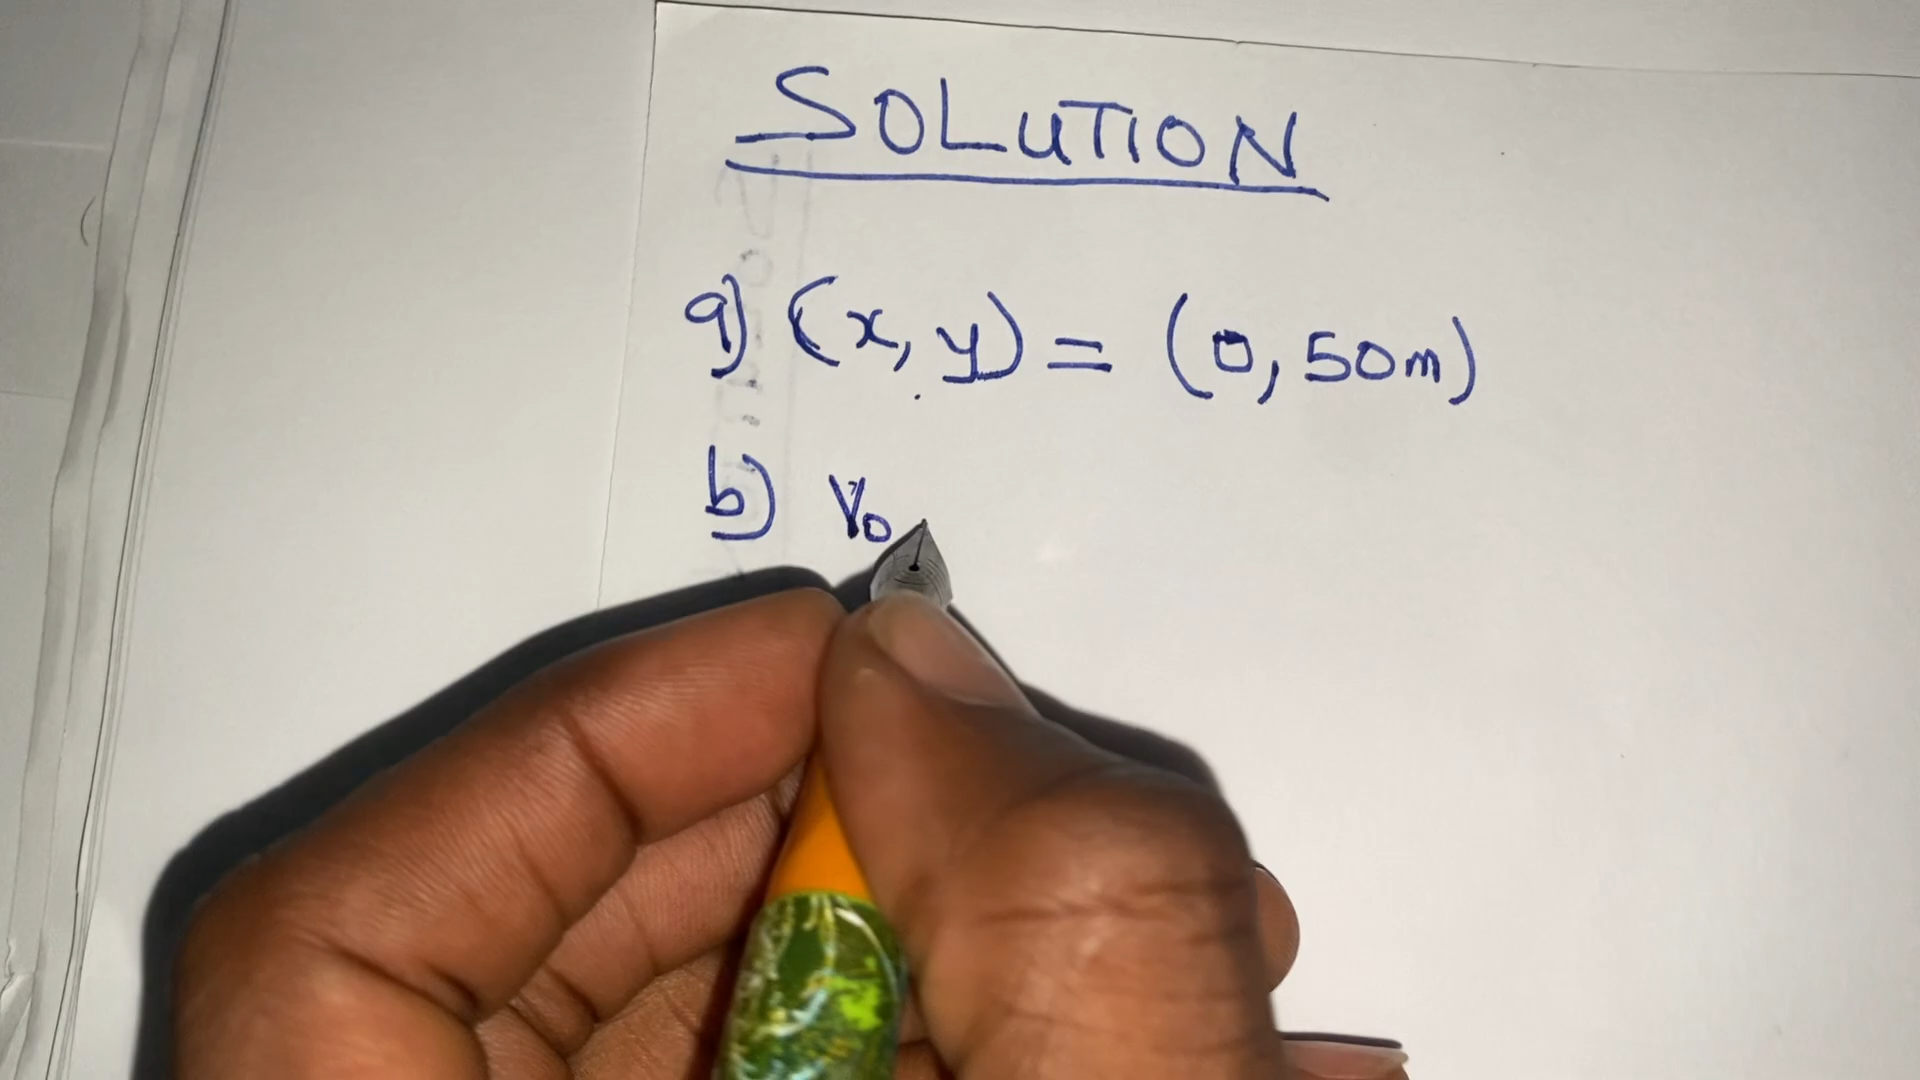 SOLUTION
a) (x, y) = (0, 50m)
b) V₀